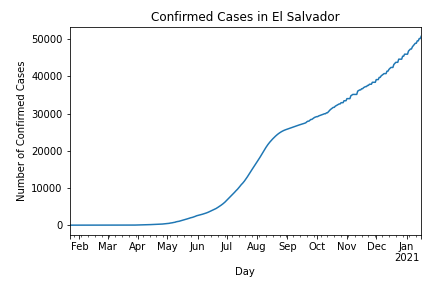 Confirmed Cases in El Salvador
50000
40000
30000
20000
10000
0
Number of Confirmed Cases
Feb Mar Apr May Jun Jul Aug Sep Oct Nov Dec Jan
2021
Day